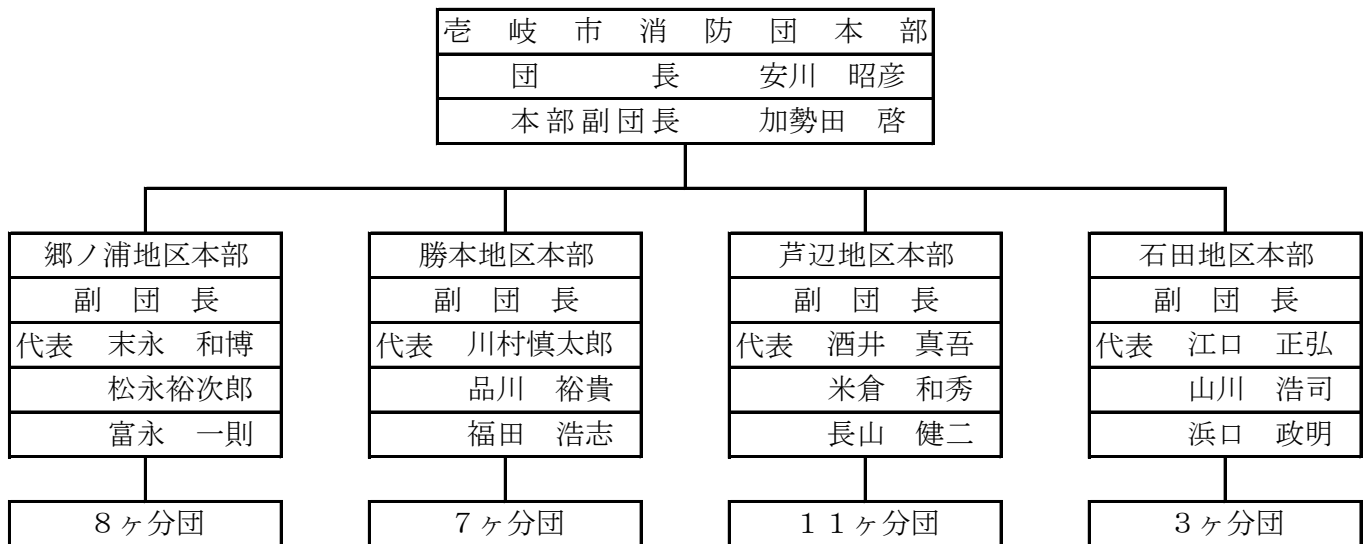 壱岐市消防団本部
団長 安川 昭彦
本部副団長 加勢田 啓
郷ノ浦地区本部
副団長
代表 末永 和博
松永裕次郎
富永 一則
8ヶ分団
勝本地区本部
副団長
代表 川村慎太郎
品川 裕貴
福田 浩志
7ヶ分団
芦辺地区本部
副団長
代表 酒井 真吾
米倉 和秀
長山 健二
11ヶ分団
石田地区本部
副団長
代表 江口 正弘
山川 浩司
浜口 政明
3ヶ分団